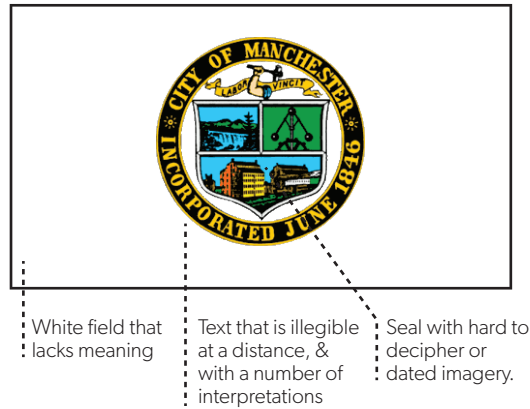 CITY OF MANCHESTER
LABOR VINCIT
INCORPORATED JUNE 1846
White field that
lacks meaning
Text that is illegible
at a distance, &
with a number of
interpretations
Seal with hard to
decipher or
dated imagery.